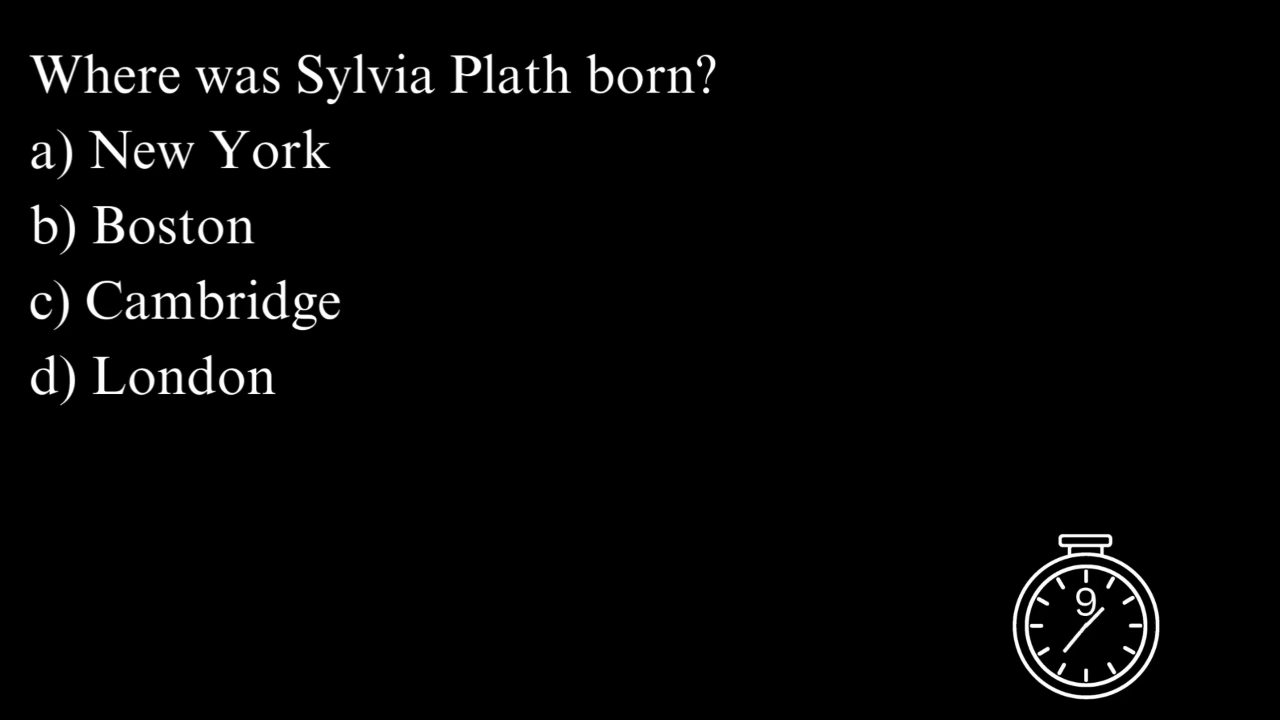 Where was Sylvia Plath born?
a) New York
b) Boston
c) Cambridge
d) London
9